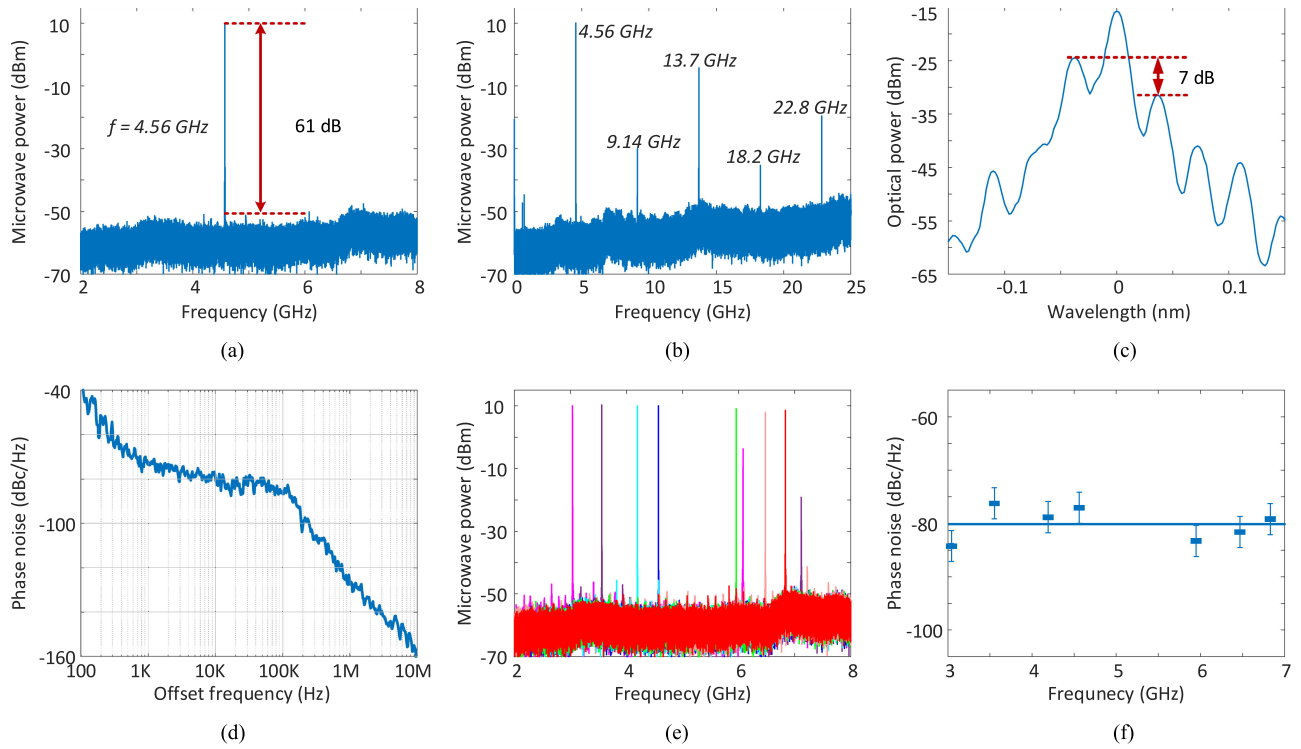 10
-10
-30
-50
-70
Microwave power (dBm)
f = 4.56 GHz
61 dB
2
4
6
8
Frequency (GHz)
(a)
10
-10
-30
-50
-70
Microwave power (dBm)
4.56 GHz
13.7 GHz
22.8 GHz
9.14 GHz
18.2 GHz
0
5
10
15
20
25
Frequency (GHz)
(b)
-15
-25
-35
-45
-55
-65
Optical power (dBm)
7 dB
-0.1
0
0.1
Wavelength (nm)
(c)
-40
-100
-160
Phase noise (dBc/Hz)
100
1K
10K
100K
1M
10M
Offset frequency (Hz)
(d)
10
-10
-30
-50
-70
Microwave power (dBm)
2
4
6
8
Frequency (GHz)
(e)
-60
-80
-100
Phase noise (dBc/Hz)
3
4
5
6
7
Frequnecy (GHz)
(f)